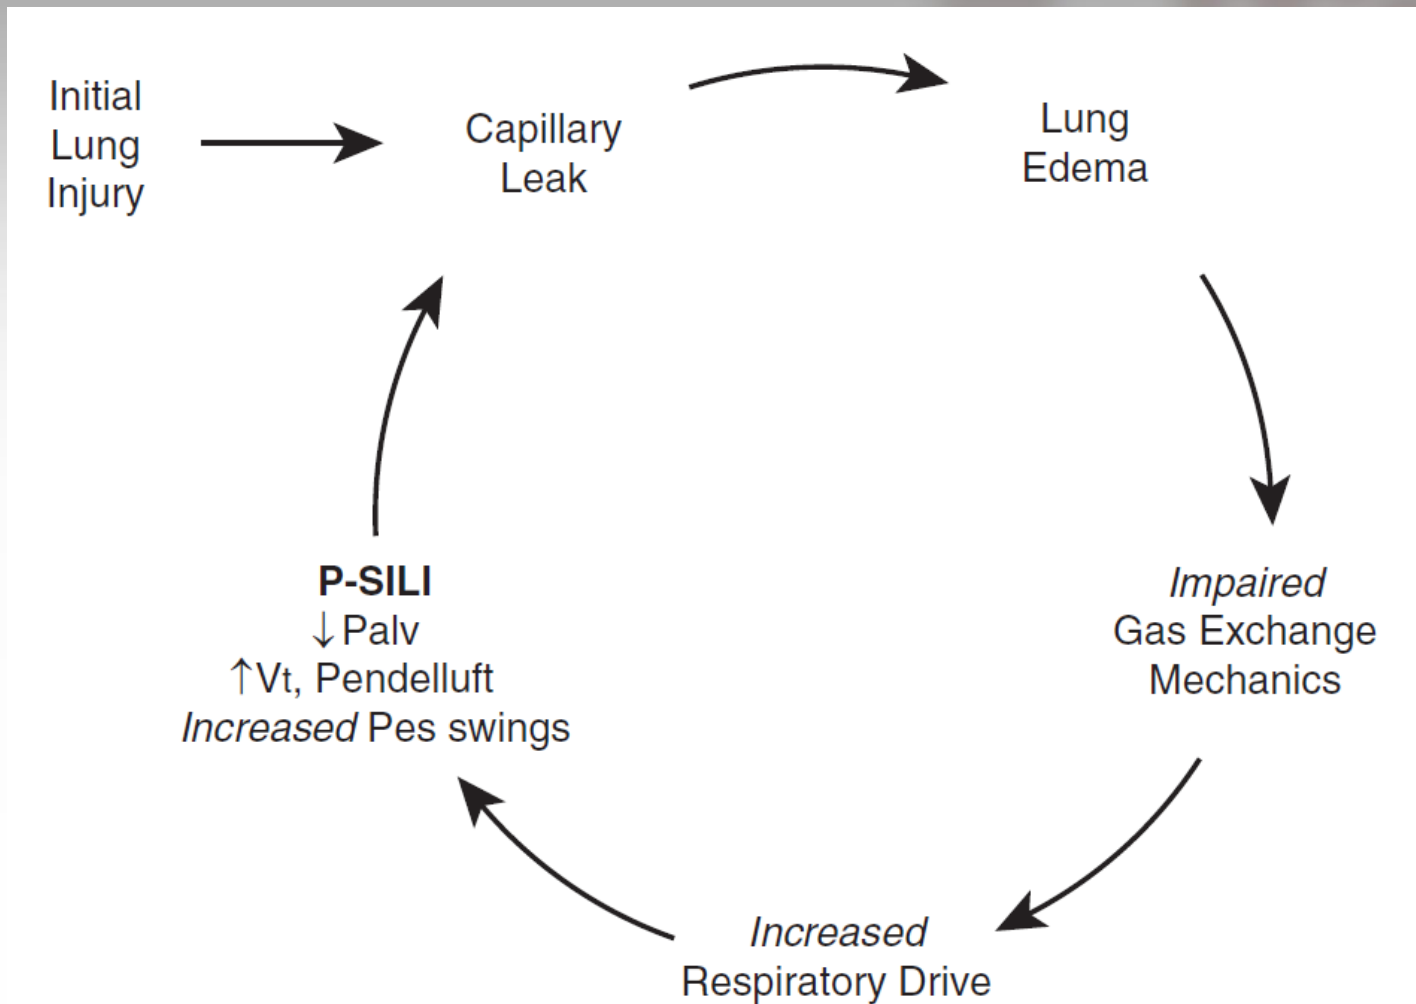 Initial
Lung
Injury
Capillary
Leak
Lung
Edema
Impaired
Gas Exchange
Mechanics
Increased
Respiratory Drive
P-SILI
↓Palv
↑Vt, Pendelluft
Increased Pes swings